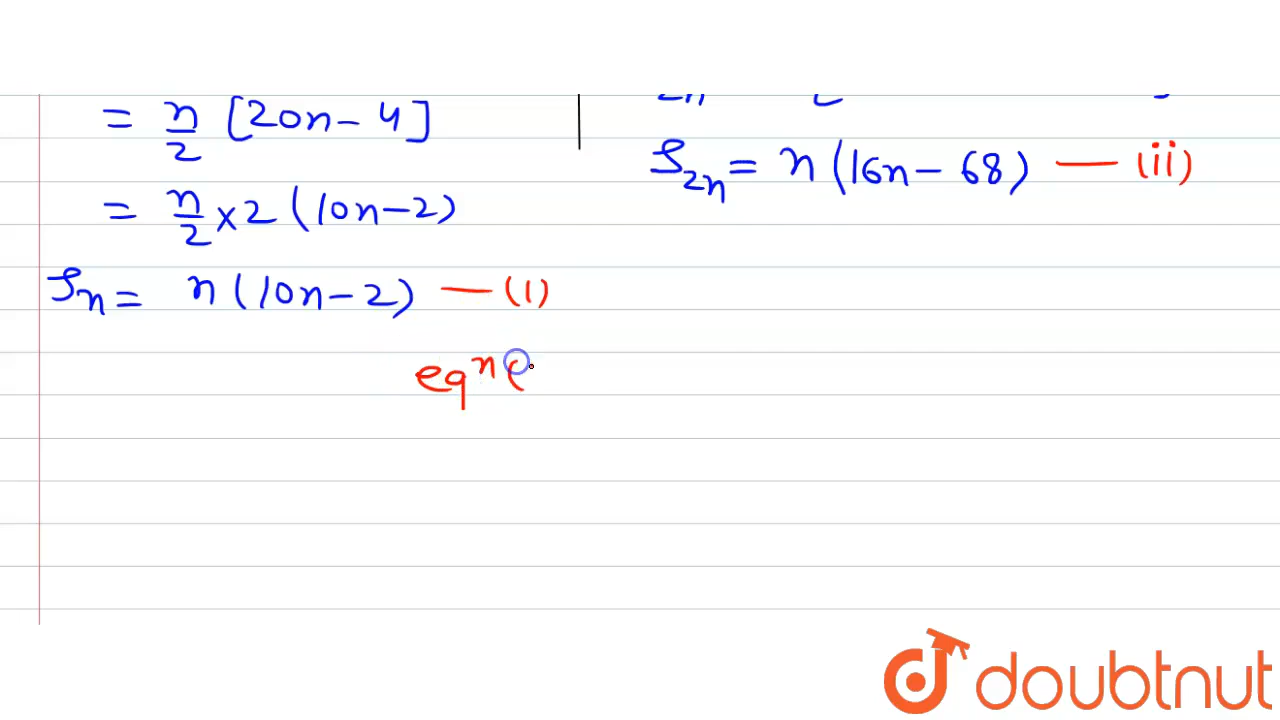 = n/2 [20n - 4]
= n/2 × 2 (10n - 2)
Sn = n (10n - 2) — (1)
S2n = n (16n - 68) — (ii)
eqⁿ (
doubtnut